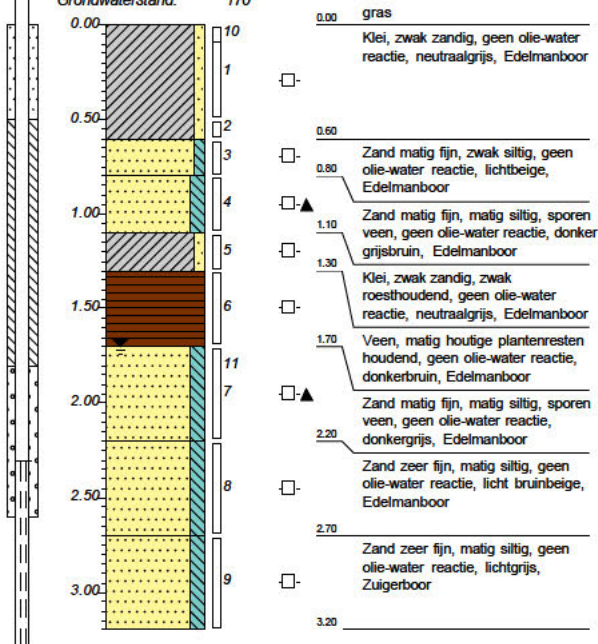 Grondwaterstand: 170
0.00
0.50
1.00
1.50
2.00
2.50
3.00
10
1
2
3
4
5
6
11
7
8
9
0.00
gras
Klei, zwak zandig, geen olie-water
reactie, neutraalgrijs, Edelmanboor
0.60
Zand matig fijn, zwak siltig, geen
olie-water reactie, lichtbeige,
Edelmanboor
0.80
Zand matig fijn, matig siltig, sporen
veen, geen olie-water reactie, donker
grijsbruin, Edelmanboor
1.10
Klei, zwak zandig, zwak
roesthoudend, geen olie-water
reactie, neutraalgrijs, Edelmanboor
1.30
Veen, matig houtige plantenresten
houdend, geen olie-water reactie,
donkerbruin, Edelmanboor
1.70
Zand matig fijn, matig siltig, sporen
veen, geen olie-water reactie,
donkergrijs, Edelmanboor
2.20
Zand zeer fijn, matig siltig, geen
olie-water reactie, licht bruinbeige,
Edelmanboor
2.70
Zand zeer fijn, matig siltig, geen
olie-water reactie, lichtgrijs,
Zuigerboor
3.20